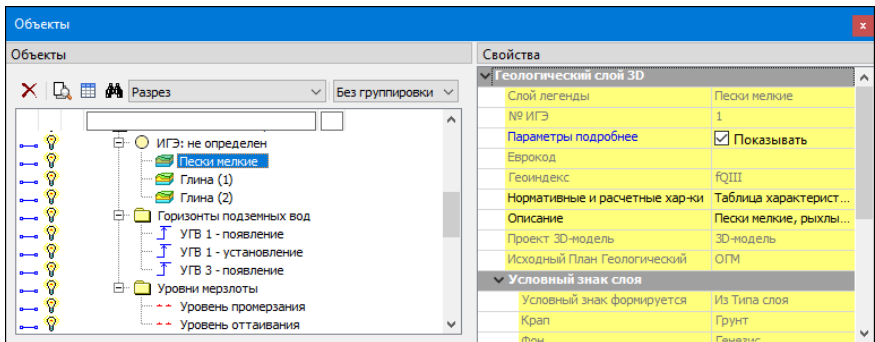 Объекты
Объекты
Разрез
Без группировки
ИГЭ: не определен
Пески мелкие
Глина (1)
Глина (2)
Горизонты подземных вод
УГВ 1 - появление
УГВ 1 - установление
УГВ 3 - появление
Уровни мерзлоты
Уровень промерзания
Уровень оттаивания
Свойства
Геологический слой 3D
Слой легенды Пески мелкие
№ ИГЭ 1
Параметры подробнее Показывать
Еврокод
Геоиндекс fQIII
Нормативные и расчетные хар-ки Таблица характерист...
Описание Пески мелкие, рыхлы...
Проект 3D-модель 3D-модель
Исходный План Геологический ОГМ
Условный знак слоя
Условный знак формируется Из Типа слоя
Крап Грунт
Фон Генезис